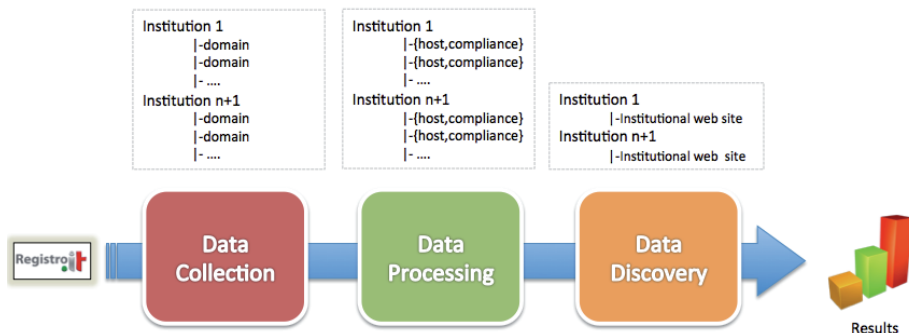 Institution 1
|-domain
|-domain
|- ....
Institution n+1
|-domain
|-domain
|- ....
Institution 1
|-{host,compliance}
|-{host,compliance}
|- ....
Institution n+1
|-{host,compliance}
|-{host,compliance}
|- ....
Institution 1
|-Institutional web site
Institution n+1
|-Institutional web site
Registro.it
Data
Collection
Data
Processing
Data
Discovery
Results